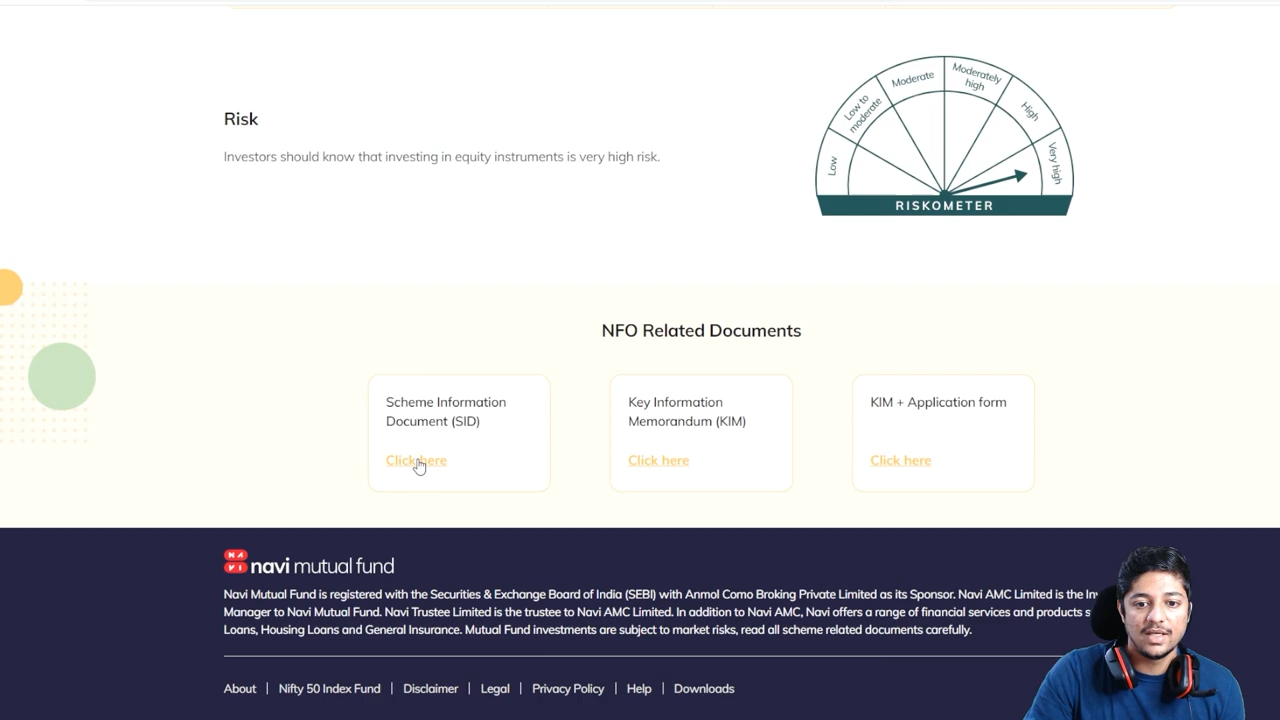 Risk
Investors should know that investing in equity instruments is very high risk.
Low
Low to
moderate
Moderate
Moderately
high
High
Very high
RISKOMETER
NFO Related Documents
Scheme Information
Document (SID)
Click here
Key Information
Memorandum (KIM)
Click here
KIM + Application form
Click here
NAVI navi mutual fund
Navi Mutual Fund is registered with the Securities & Exchange Board of India (SEBI) with Anmol Como Broking Private Limited as its Sponsor. Navi AMC Limited is the
Manager to Navi Mutual Fund. Navi Trustee Limited is the trustee to Navi AMC Limited. In addition to Navi AMC, Navi offers a range of financial services and products
Loans, Housing Loans and General Insurance. Mutual Fund investments are subject to market risks, read all scheme related documents carefully.
About | Nifty 50 Index Fund | Disclaimer | Legal | Privacy Policy | Help | Downloads